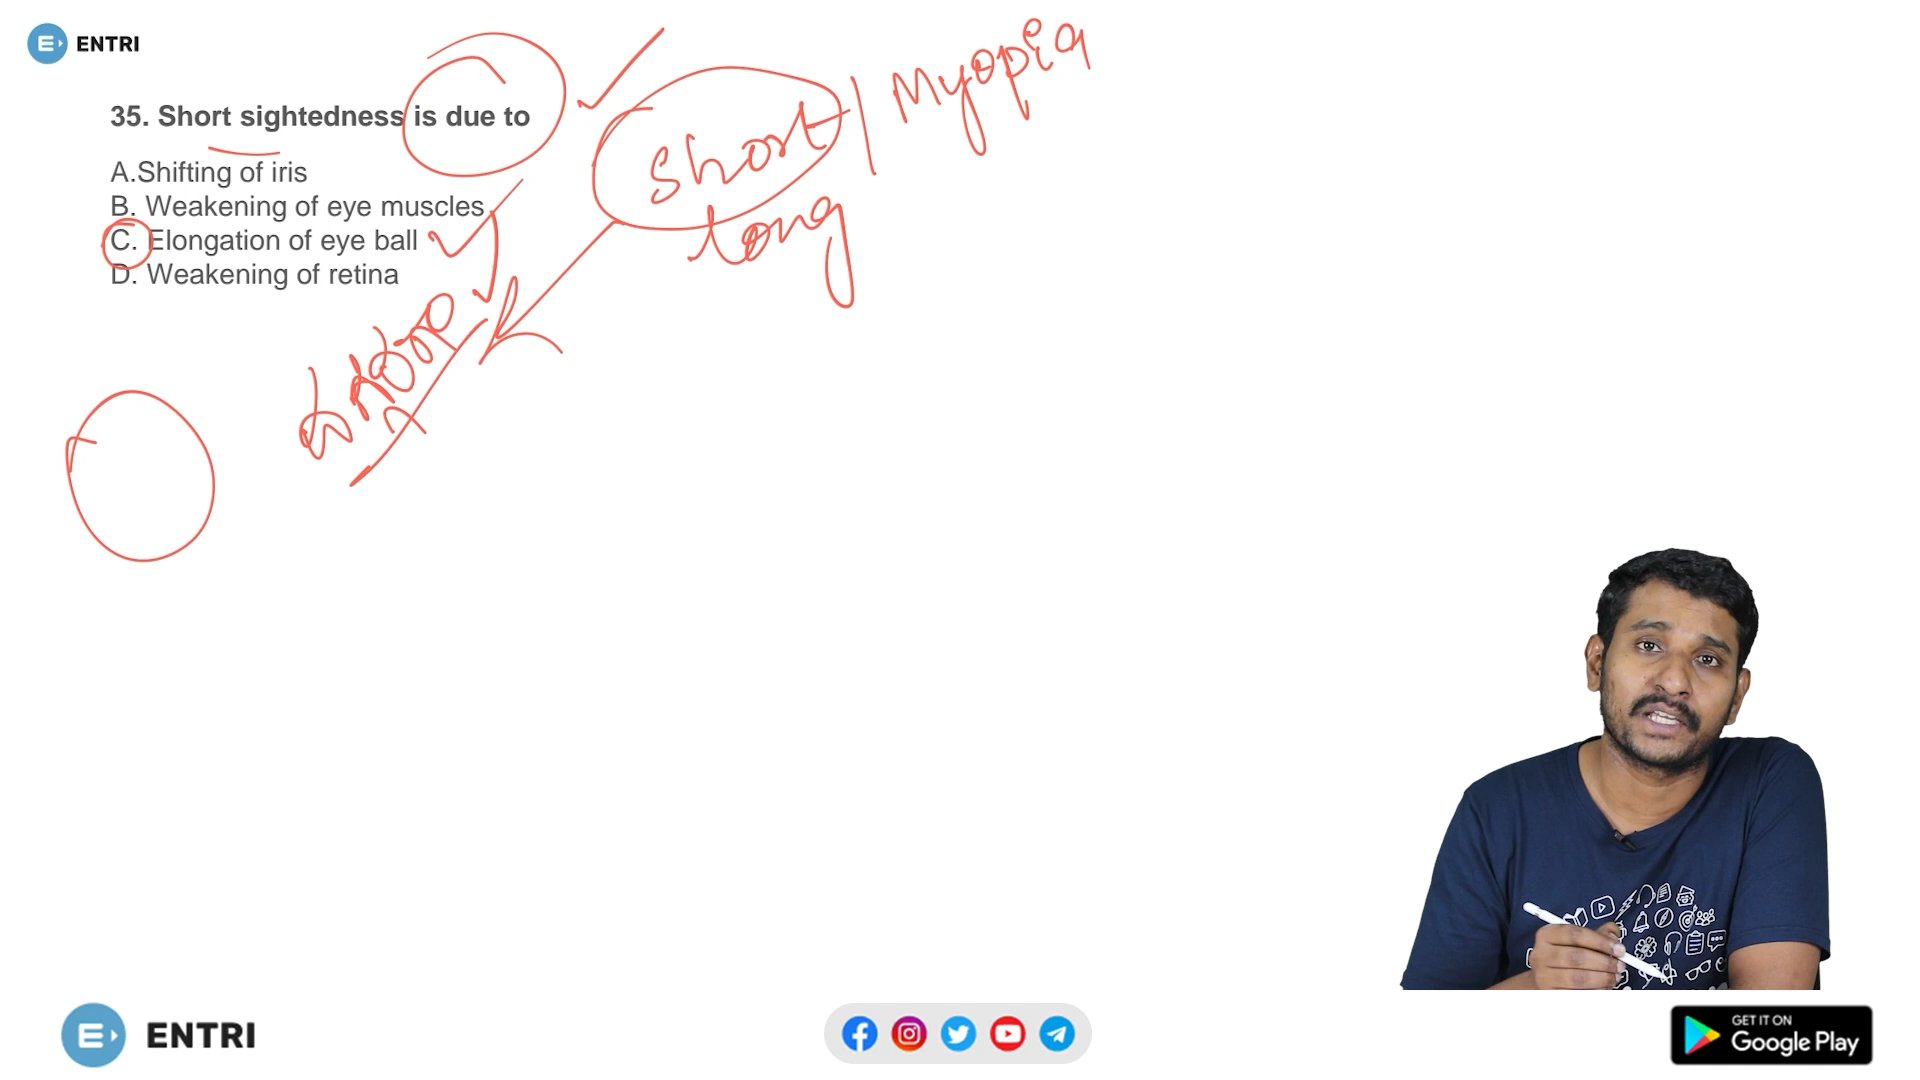 ENTRI
35. Short sightedness is due to
A.Shifting of iris
B. Weakening of eye muscles
C. Elongation of eye ball
D. Weakening of retina
Short / Myopia
long
ENTRI
GET IT ON
Google Play